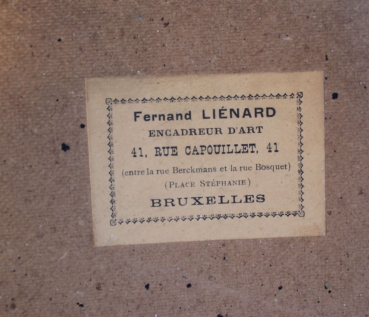 Fernand LIÉNARD
ENCADREUR D'ART
41, RUE CAPOUILLET, 41
(entre la rue Berckmans et la rue Bosquet)
(PLACE STÉPHANIE)
BRUXELLES